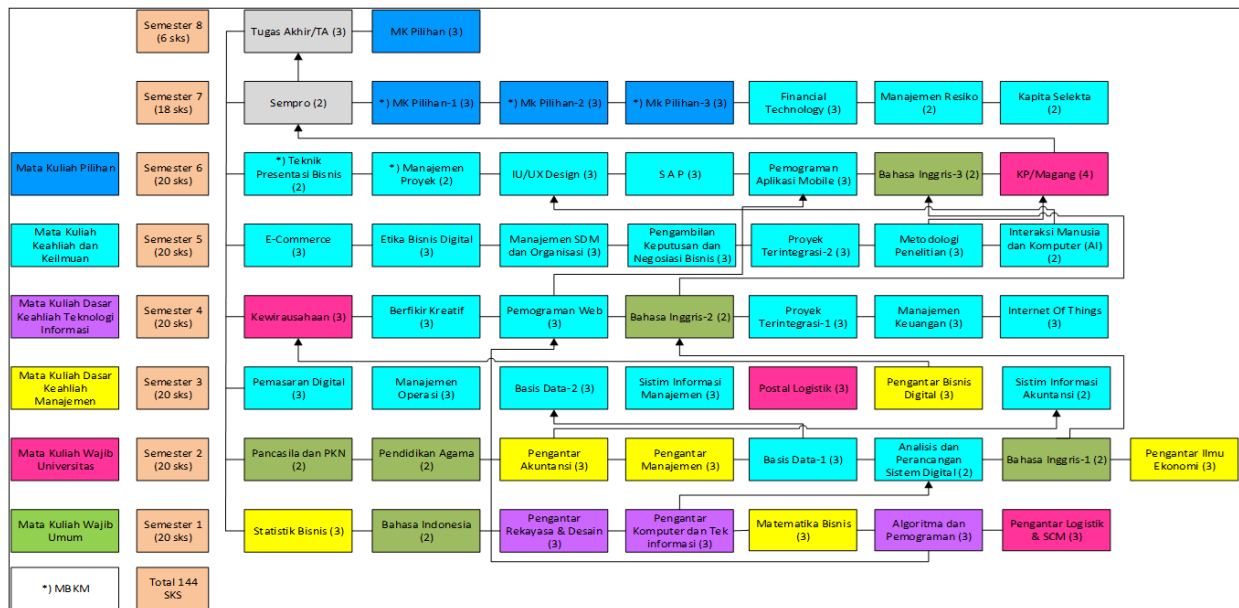 Semester 8
(6 sks)
Tugas Akhir/TA (3)
MK Pilihan (3)
Semester 7
(18 sks)
Sempro (2)
*) MK Pilihan-1 (3)
*) Mk Pilihan-2 (3)
*) Mk Pilihan-3 (3)
Financial
Technology (3)
Manajemen Resiko
(2)
Kapita Selekta
(2)
Mata Kuliah Pilihan
Semester 6
(20 sks)
*) Teknik
Presentasi Bisnis
(2)
*) Manajemen
Proyek (2)
IU/UX Design (3)
S A P (3)
Pemograman
Aplikasi Mobile (3)
Bahasa Inggris-3 (2)
KP/Magang (4)
Mata Kuliah
Keahliah dan
Keilmuan
Semester 5
(20 sks)
E-Commerce (3)
Etika Bisnis Digital
(3)
Manajemen SDM
dan Organisasi (3)
Pengambilan
Keputusan dan
Negosiasi Bisnis (3)
Proyek
Terintegrasi-2 (3)
Metodologi
Penelitian (3)
Interaksi Manusia
dan Komputer (AI)
(2)
Mata Kuliah Dasar
Keahliah Teknologi
Informasi
Semester 4
(20 sks)
Kewirausahaan (3)
Berfikir Kreatif
(3)
Pemograman Web
(3)
Bahasa Inggris-2 (2)
Proyek
Terintegrasi-1 (3)
Manajemen
Keuangan (3)
Internet Of Things
(3)
Mata Kuliah Dasar
Keahliah
Manajemen
Semester 3
(20 sks)
Pemasaran Digital
(3)
Manajemen
Operasi (3)
Basis Data-2 (3)
Sistim Informasi
Manajemen (3)
Postal Logistik (3)
Pengantar Bisnis
Digital (3)
Sistim Informasi
Akuntansi (2)
Mata Kuliah Wajib
Universitas
Semester 2
(20 sks)
Pancasila dan PKN
(2)
Pendidikan Agama
(2)
Pengantar
Akuntansi (3)
Pengantar
Manajemen (3)
Basis Data-1 (3)
Analisis dan
Perancangan
Sistem Digital (2)
Bahasa Inggris-1 (2)
Pengantar Ilmu
Ekonomi (3)
Mata Kuliah Wajib
Umum
Semester 1
(20 sks)
Statistik Bisnis (3)
Bahasa Indonesia
(2)
Pengantar
Rekayasa & Desain
(3)
Pengantar
Komputer dan Tek
informasi (3)
Matematika Bisnis
(3)
Algoritma dan
Pemograman (3)
Pengantar Logistik
& SCM (3)
*) MBKM
Total 144
SKS